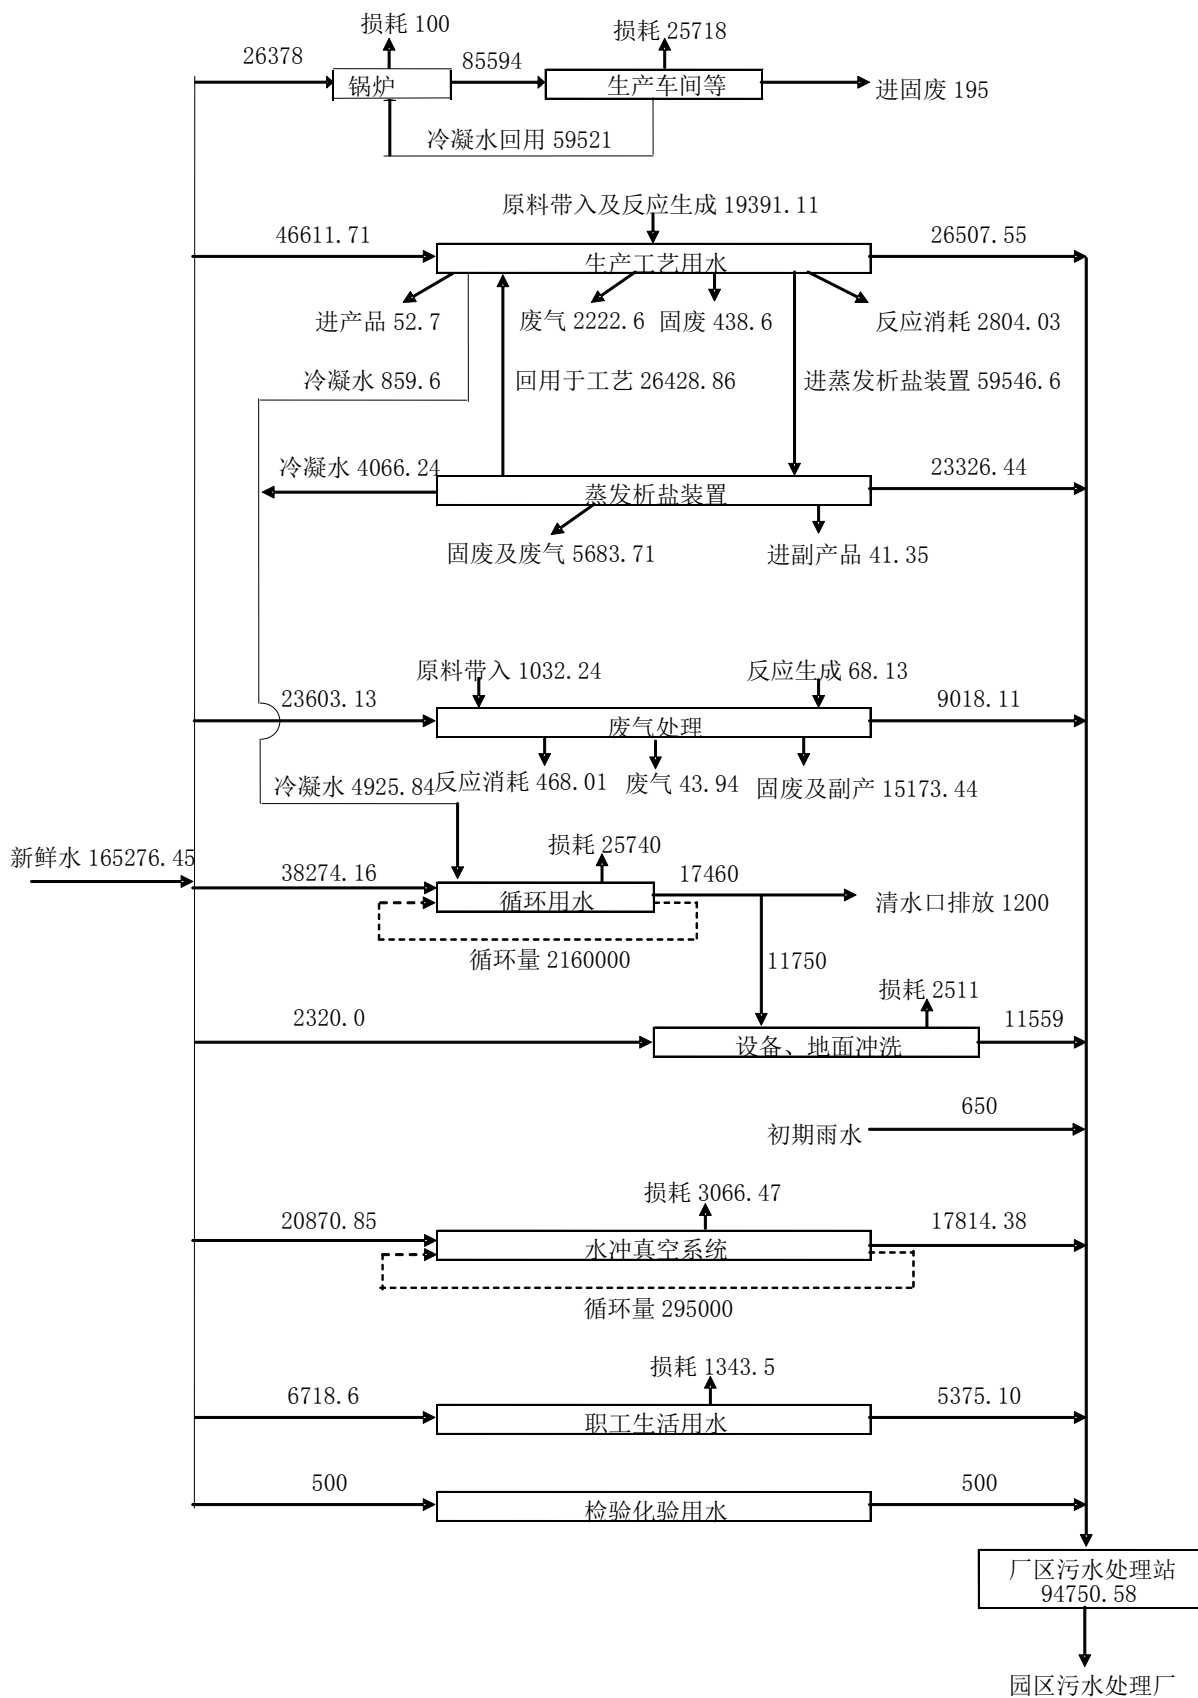 损耗 100
损耗 25718
26378
85594
锅炉
生产车间等
进固废 195
冷凝水回用 59521
原料带入及反应生成 19391.11
46611.71
26507.55
生产工艺用水
进产品 52.7
废气 2222.6
固废 438.6
反应消耗 2804.03
冷凝水 859.6
回用于工艺 26428.86
进蒸发析盐装置 59546.6
冷凝水 4066.24
23326.44
蒸发析盐装置
固废及废气 5683.71
进副产品 41.35
原料带入 1032.24
反应生成 68.13
23603.13
9018.11
废气处理
冷凝水 4925.84
反应消耗 468.01
废气 43.94
固废及副产 15173.44
新鲜水 165276.45
损耗 25740
38274.16
17460
循环用水
清水口排放 1200
循环量 2160000
11750
损耗 2511
2320.0
11559
设备、地面冲洗
650
初期雨水
损耗 3066.47
20870.85
17814.38
水冲真空系统
循环量 295000
损耗 1343.5
6718.6
5375.10
职工生活用水
500
500
检验化验用水
厂区污水处理站
94750.58
园区污水处理厂